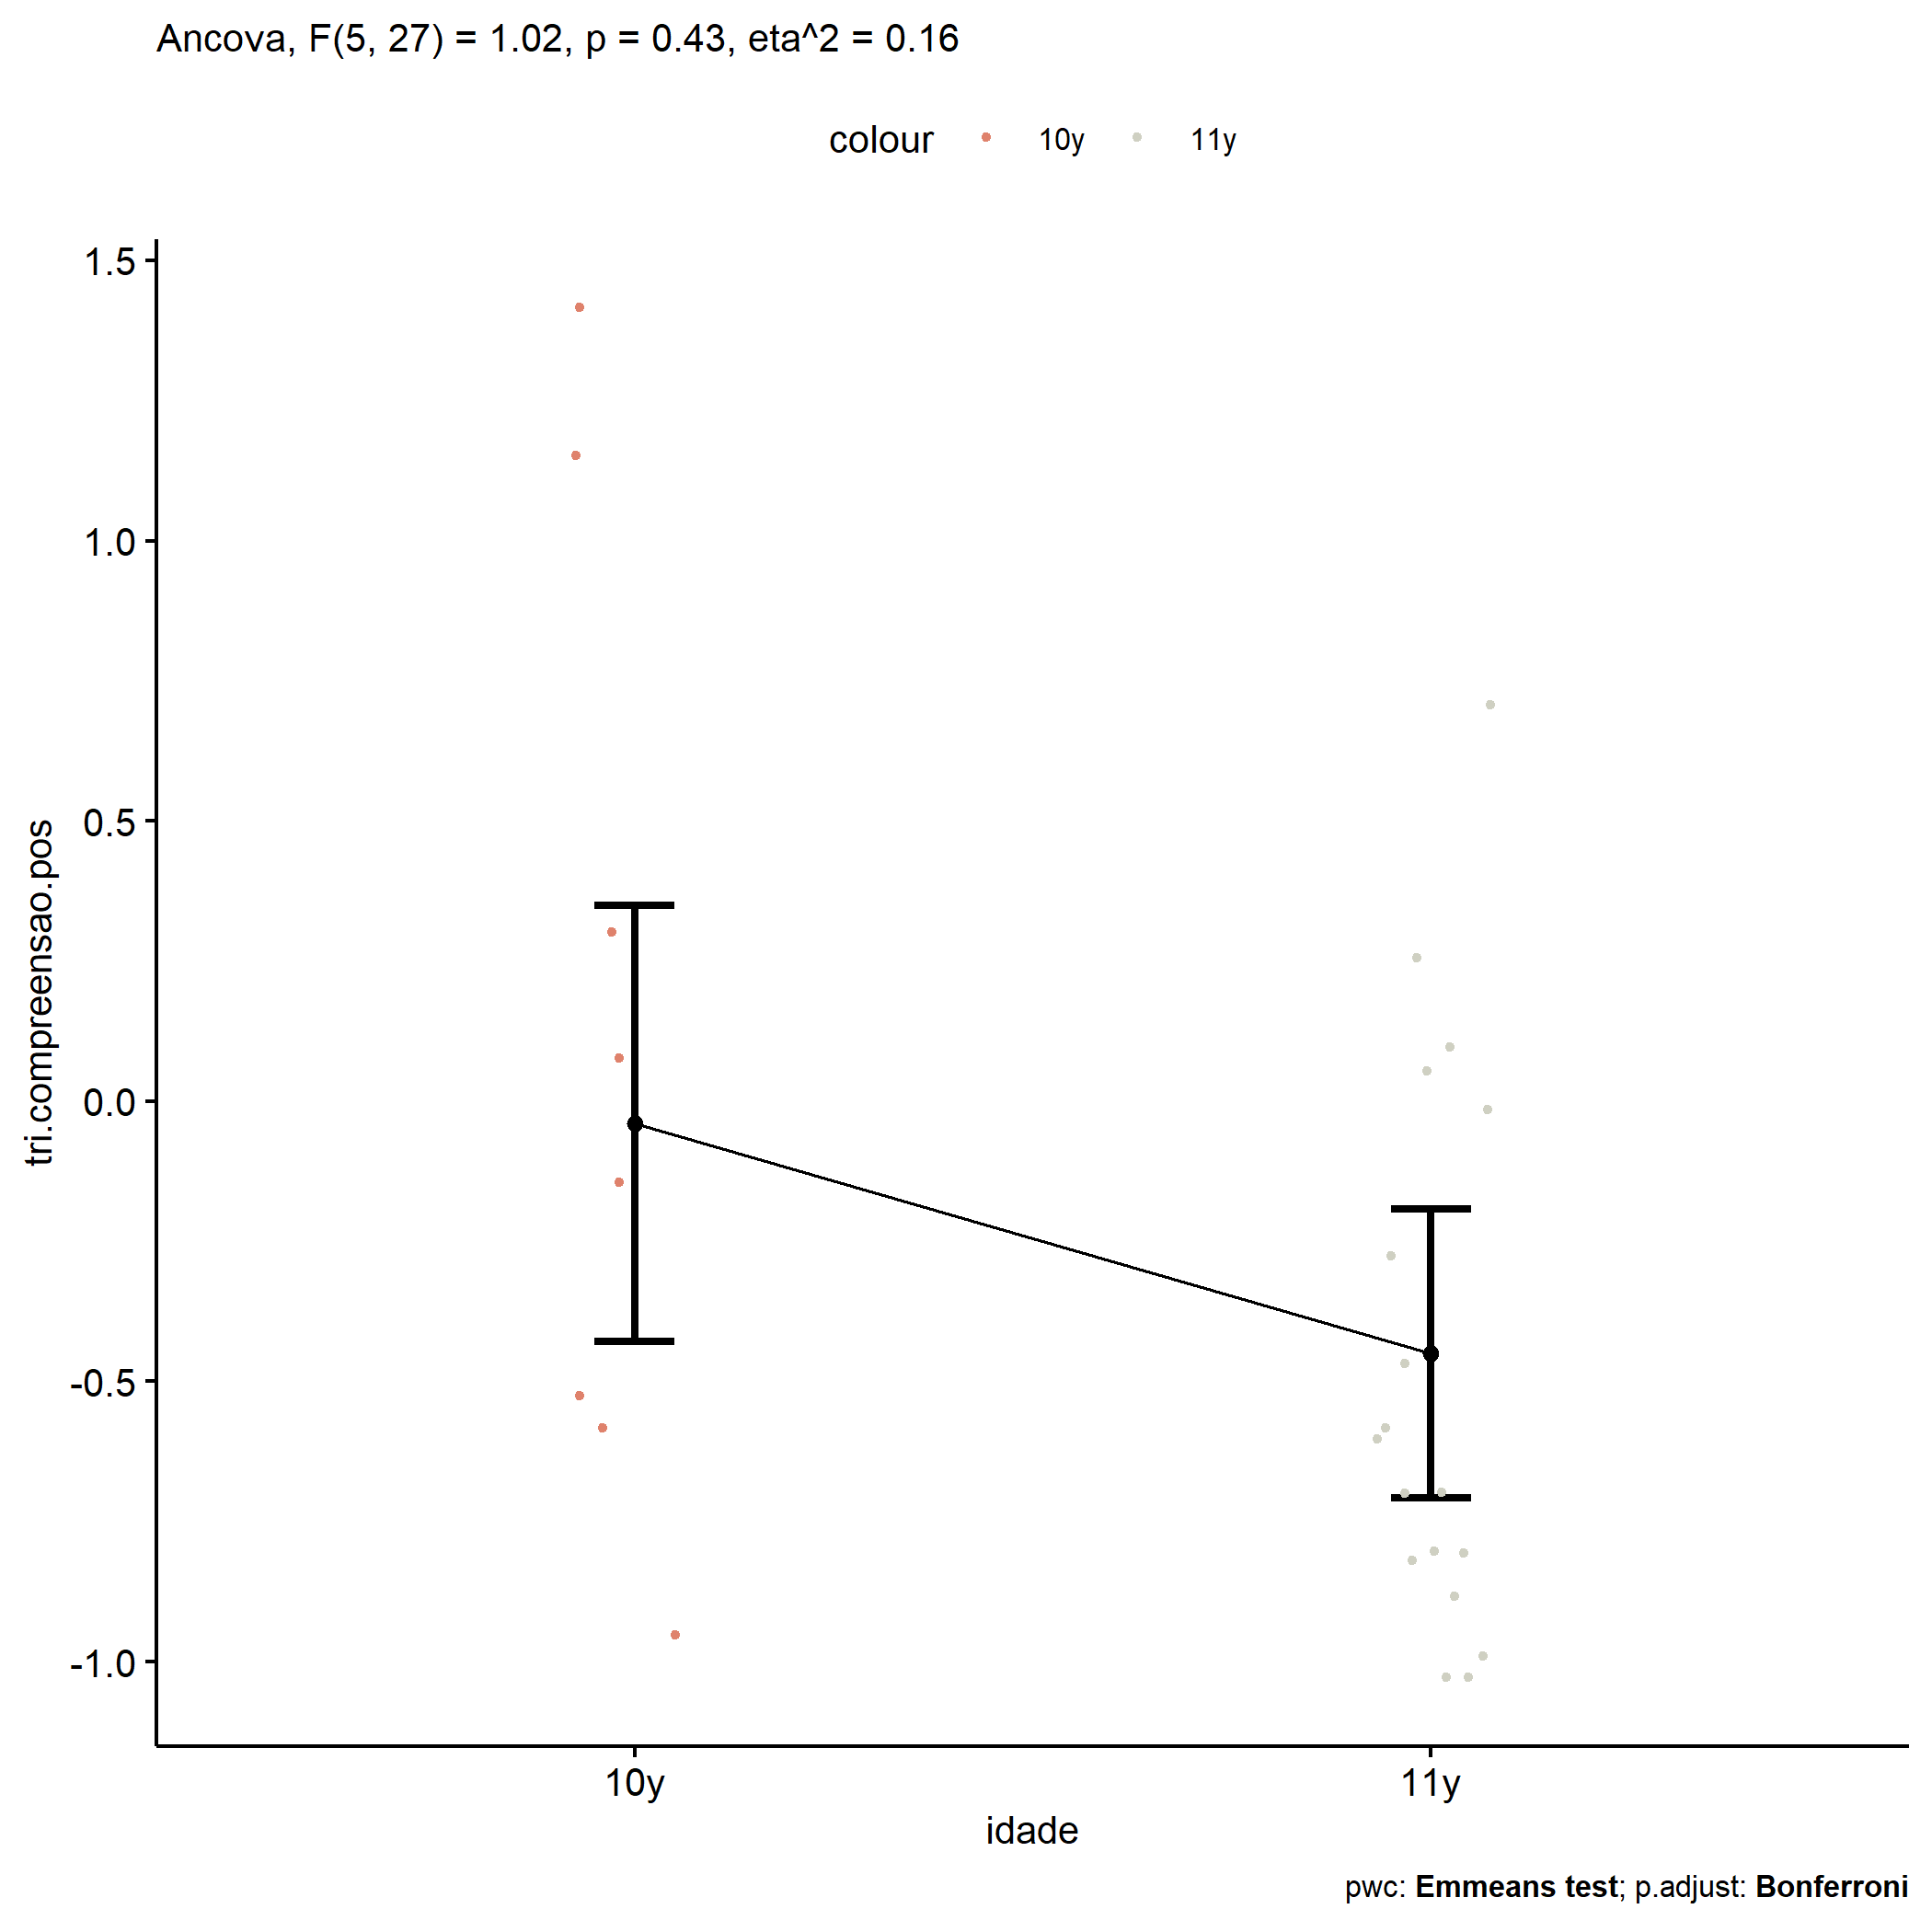 Ancova, F(5, 27) = 1.02, p = 0.43, eta^2 = 0.16
colour 10y 11y
1.5
1.0
0.5
0.0
-0.5
-1.0
tri.compreensao.pos
10y 11y
idade
pwc: Emmeans test; p.adjust: Bonferroni